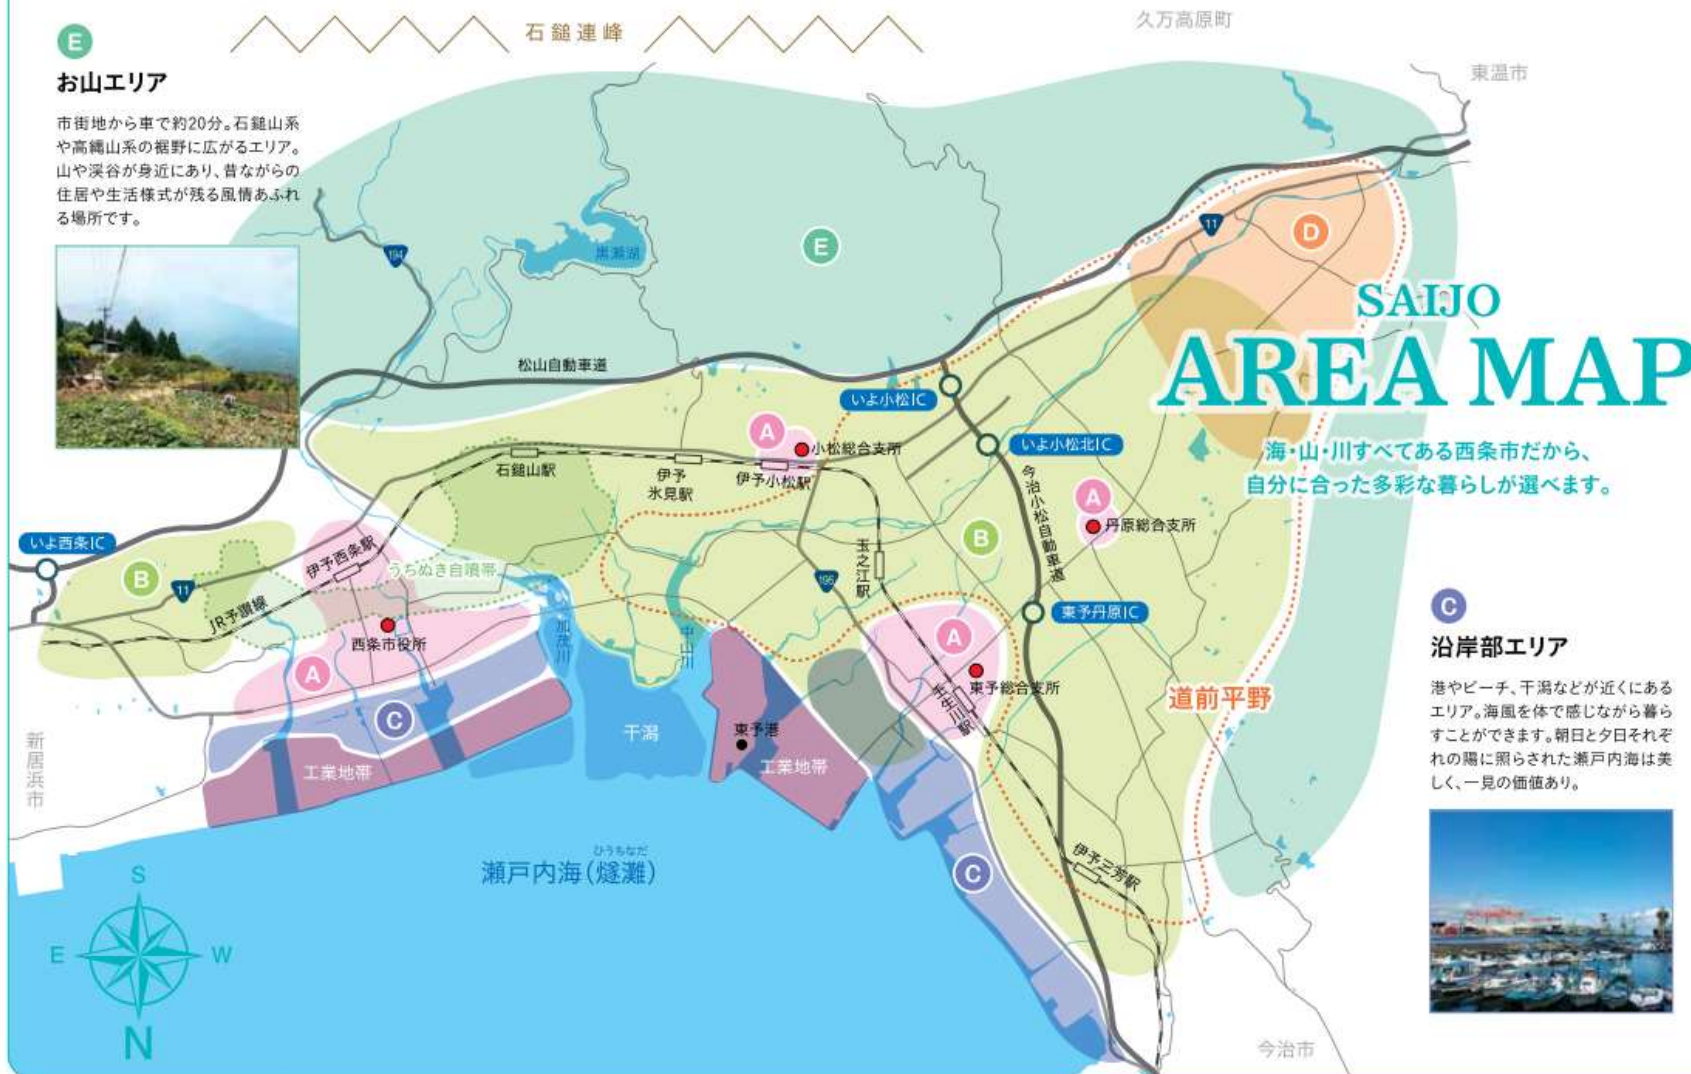 石鎚連峰
久万高原町
東温市
E
お山エリア
市街地から車で約20分。石鎚山系
や高縄山系の裾野に広がるエリア。
山や渓谷が身近にあり、昔ながらの
住居や生活様式が残る風情あふれ
る場所です。
194
黒瀬湖
E
11
D
SAIJO
AREA MAP
海・山・川すべてある西条市だから、
自分に合った多彩な暮らしが選べます。
松山自動車道
いよ小松IC
A
小松総合支所
いよ小松北IC
石鎚山駅
伊予
氷見駅
伊予小松駅
今治小松自動車道
A
丹原総合支所
いよ西条IC
B
11
伊予西条駅
うちぬき自噴帯
JR予讃線
西条市役所
A
加茂川
中山川
玉之江駅
196
B
東予丹原IC
A
東予総合支所
壬生川駅
道前平野
C
沿岸部エリア
港やビーチ、干潟などが近くにある
エリア。海風を体で感じながら暮ら
すことができます。朝日と夕日それぞ
れの陽に照らされた瀬戸内海は美
しく、一見の価値あり。
新居浜市
C
工業地帯
干潟
東予港
工業地帯
ひうちなだ
瀬戸内海(燧灘)
C
伊予三芳駅
S
E
W
N
今治市